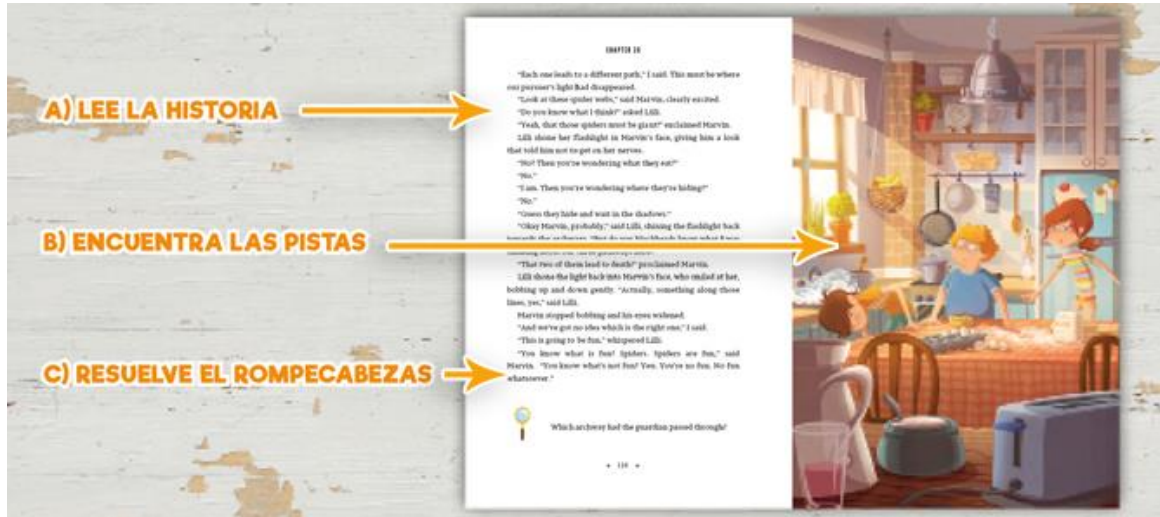 A) LEE LA HISTORIA
B) ENCUENTRA LAS PISTAS
C) RESUELVE EL ROMPECABEZAS
CHAPTER
"Each one leads to a different path," I said. This must be where
our pursuer's light had disappeared.
"Look at these spider webs," said Marvin, clearly excited.
"Do you know what I think?" asked Lilli.
"Yeah, that those spiders must be giant!" exclaimed Marvin.
Lilli shone her flashlight in Marvin's face, giving him a look
that told him not to get on her nerves.
"No? Then you're wondering what they eat?"
"No."
"I am. Then you're wondering where they're hiding?"
"No."
"Guess they hide and wait in the shadows."
"Okay Marvin, probably," said Lilli, shining the flashlight back
"That two of them lead to death!" proclaimed Marvin.
Lilli shone the light back into Marvin's face, who smiled at her,
bobbing up and down gently. "Actually, something along those
lines, yes," said Lilli.
Marvin stopped bobbing and his eyes widened.
"And we've got no idea which is the right one," I said.
"This is going to be fun," whispered Lilli.
"You know what is fun? Spiders. Spiders are fun," said
Marvin. "You know what's not fun? You. You're no fun. No fun
whatsoever."
Which archway had the guardian passed through?